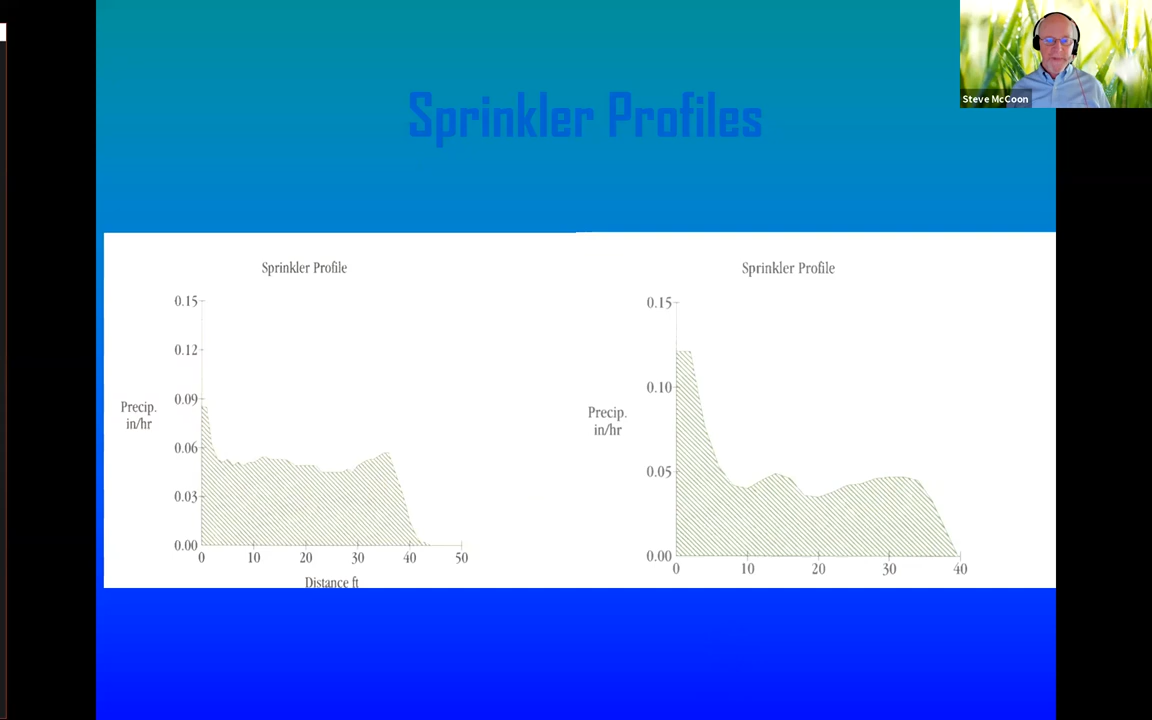 Steve McCoon
Sprinkler Profiles
Sprinkler Profile
0.15
0.12
0.09
0.06
0.03
0.00
Precip.
in/hr
0 10 20 30 40 50
Distance ft
Sprinkler Profile
0.15
0.10
0.05
0.00
Precip.
in/hr
0 10 20 30 40